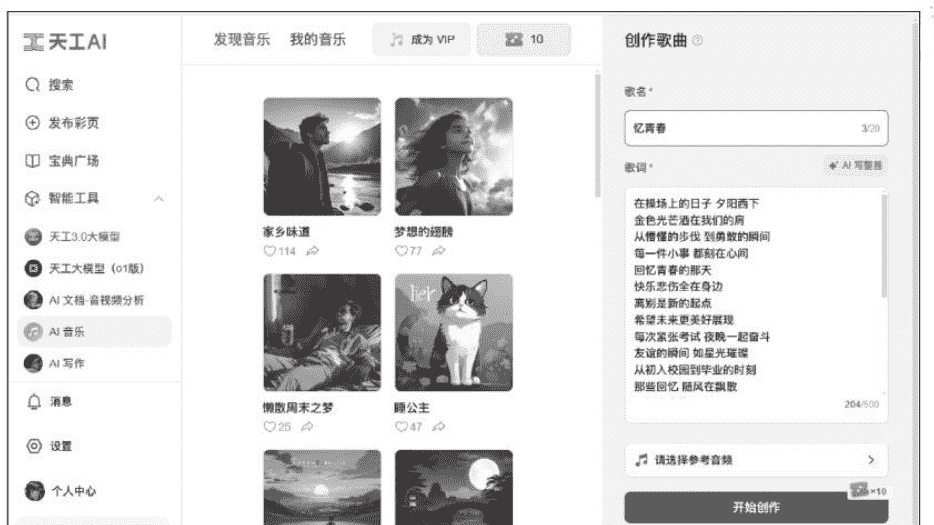 天工AI
搜索
发布彩页
宝典广场
智能工具
天工3.0大模型
天工大模型（o1版）
AI 文档-音视频分析
AI 音乐
AI 写作
消息
设置
个人中心
发现音乐 我的音乐 成为 VIP 10
家乡味道
114
梦想的翅膀
77
懒散周末之梦
25
睡公主
47
创作歌曲
歌名*
忆青春 3/20
歌词* AI 写整首
在操场上的日子 夕阳西下
金色光芒洒在我们的肩
从懵懂的步伐 到勇敢的瞬间
每一件小事 都刻在心间
回忆青春的那天
快乐悲伤全在身边
离别是新的起点
希望未来更美好展现
每次紧张考试 夜晚一起奋斗
友谊的瞬间 如星光璀璨
从初入校园到毕业的时刻
那些回忆 随风在飘散
204/500
请选择参考音频
×10
开始创作